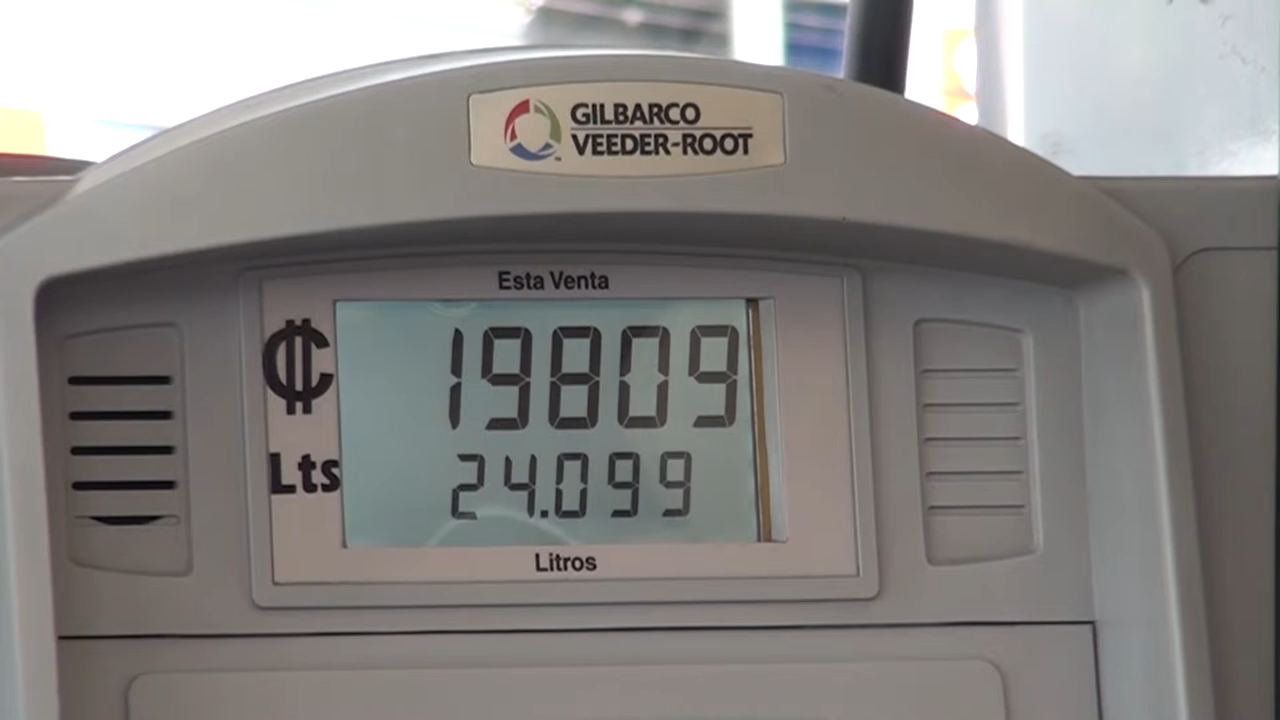 GILBARCO
VEEDER-ROOT
Esta Venta
₡ 19809
Lts 24.099
Litros